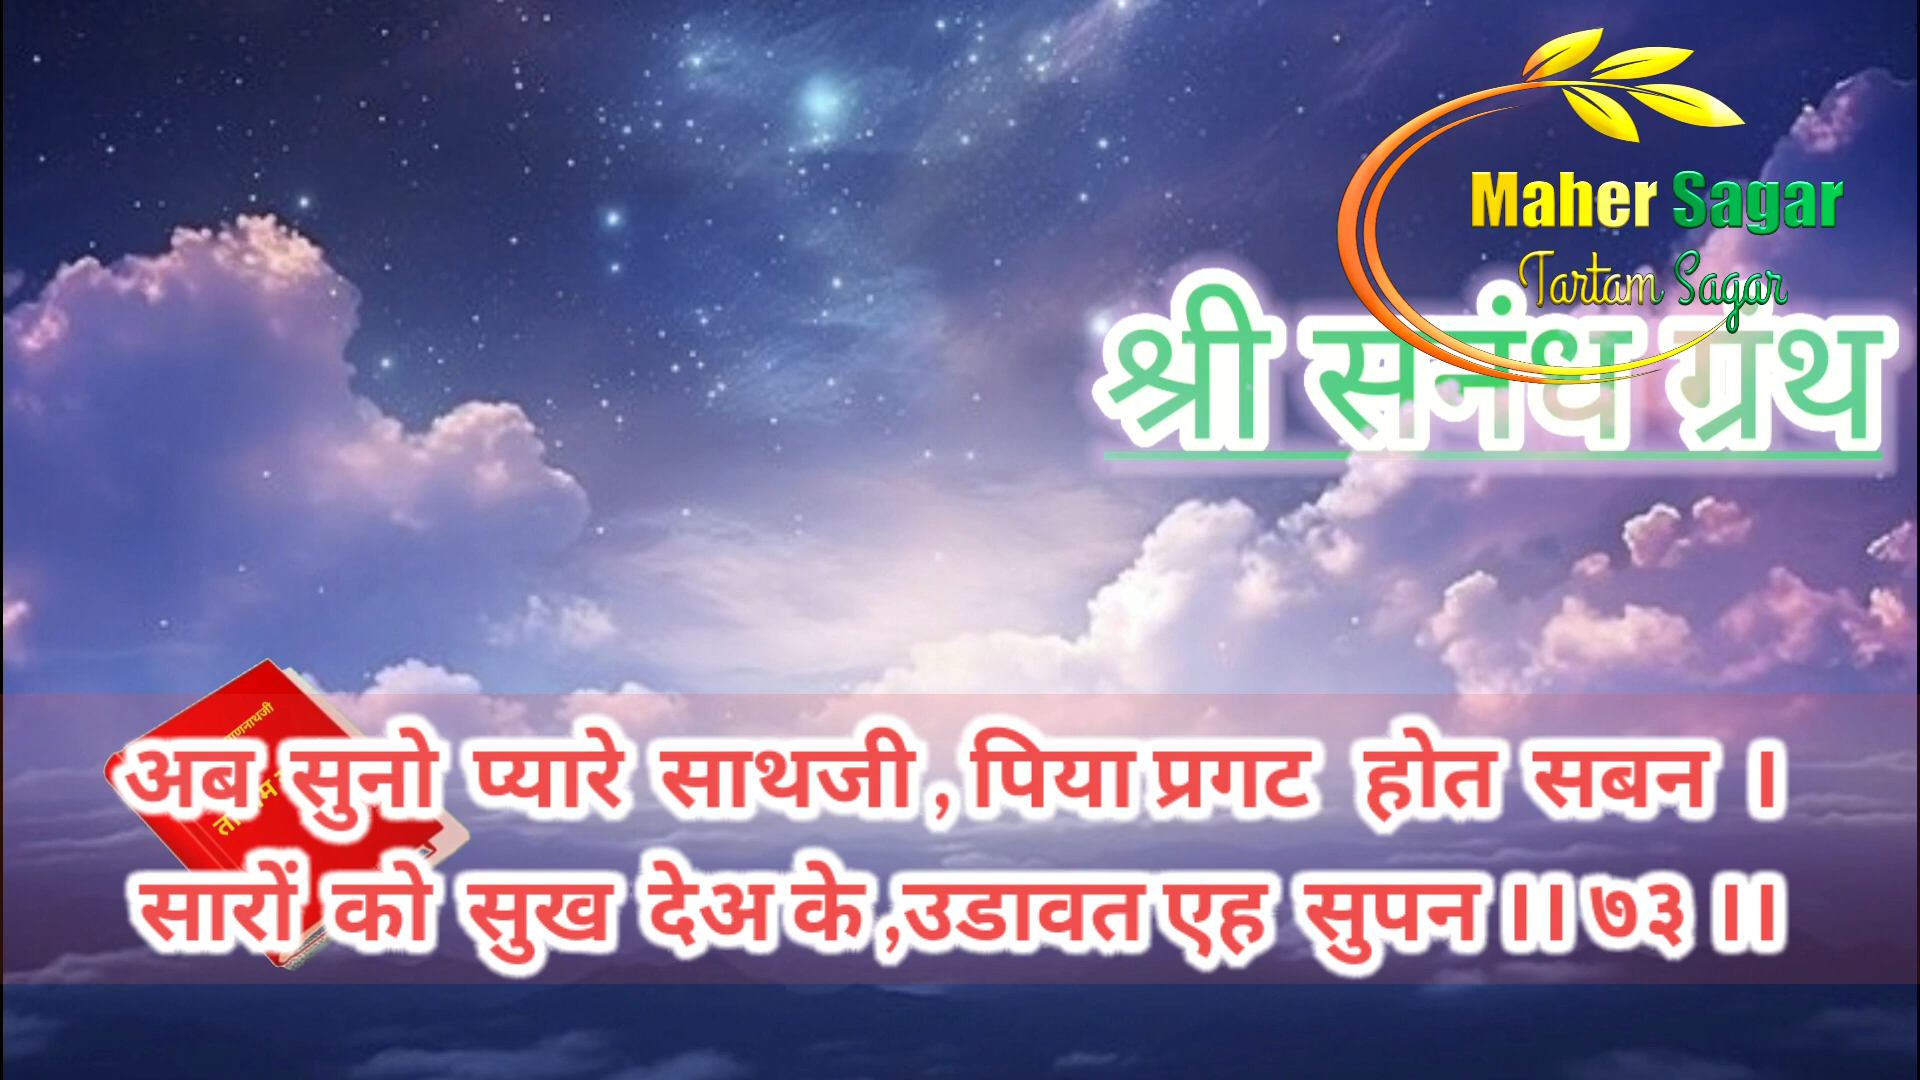 Maher Sagar
Tartam Sagar
श्री सनंध ग्रंथ
अब सुनो प्यारे साथजी , पिया प्रगट होत सबन ।
सारों को सुख देअ के ,उडावत एह सुपन ।। ७३ ।।